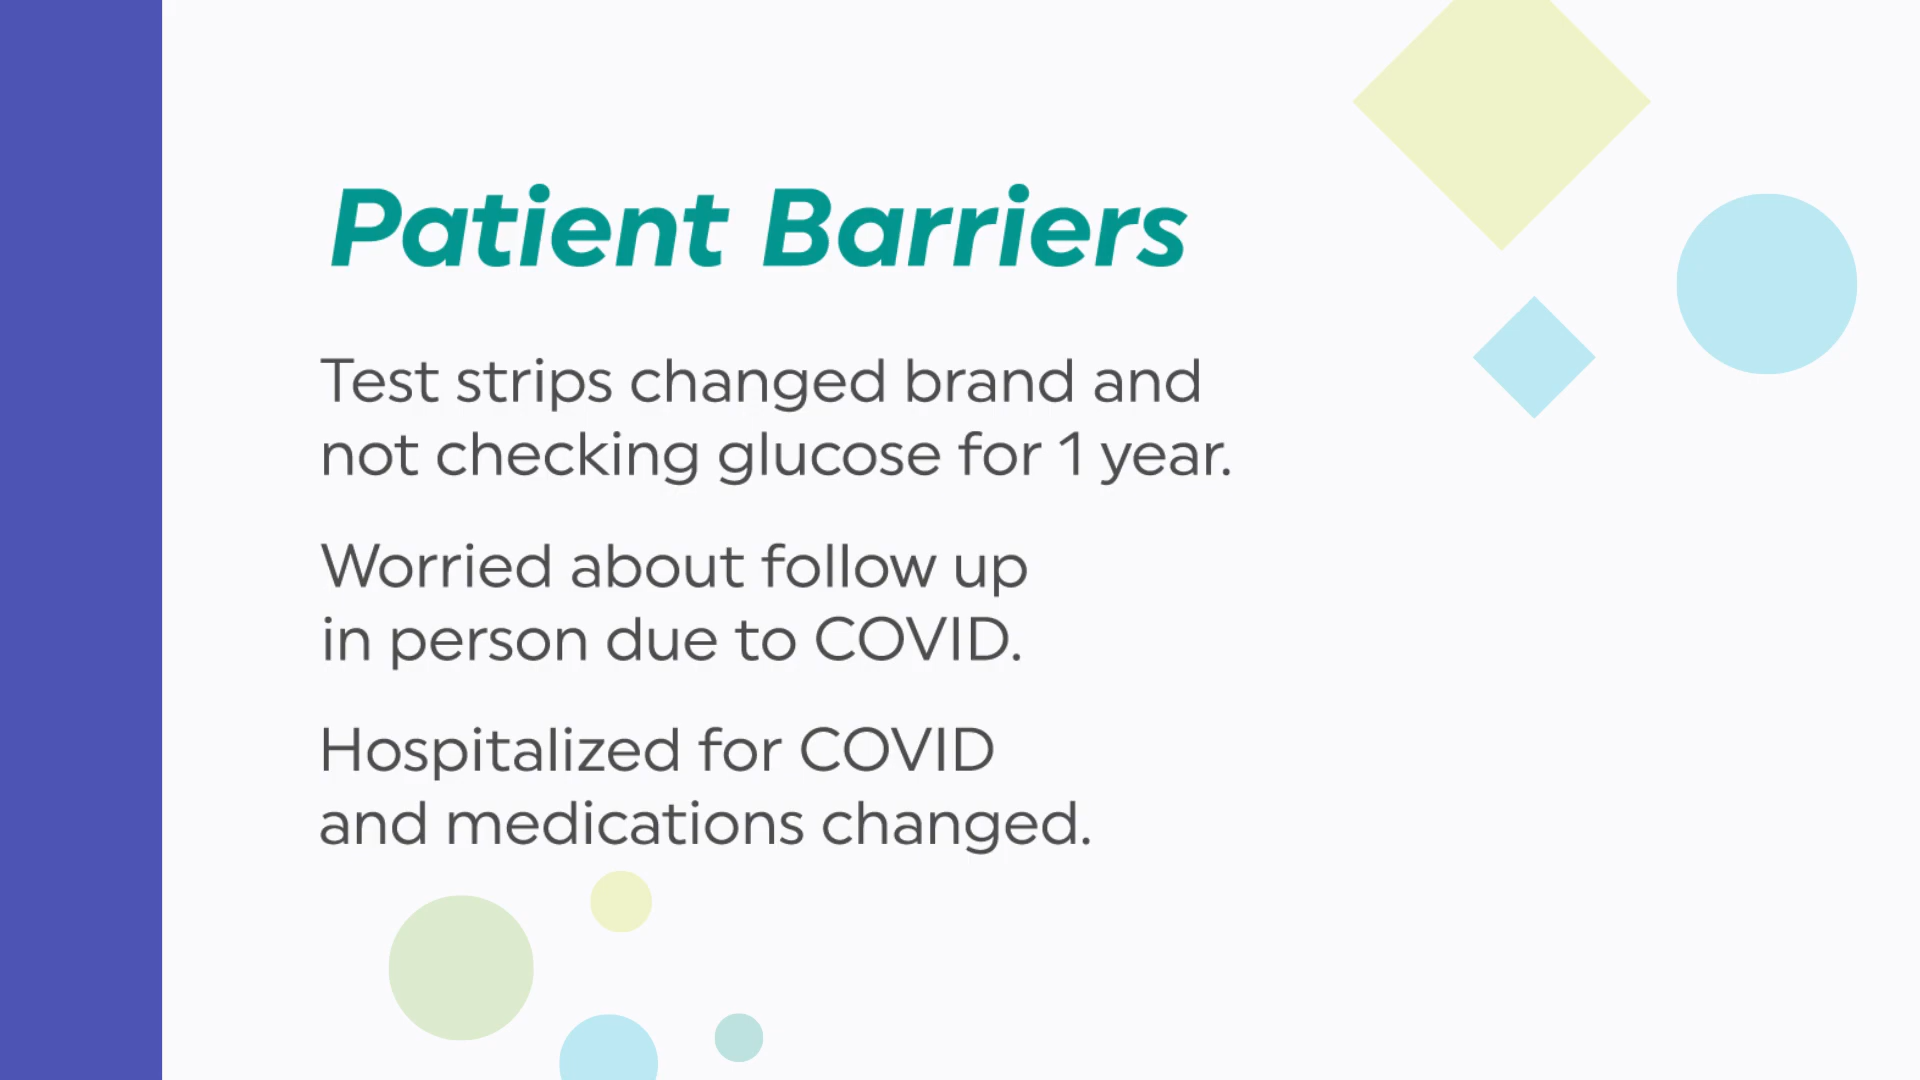 Patient Barriers
Test strips changed brand and
not checking glucose for 1 year.
Worried about follow up
in person due to COVID.
Hospitalized for COVID
and medications changed.